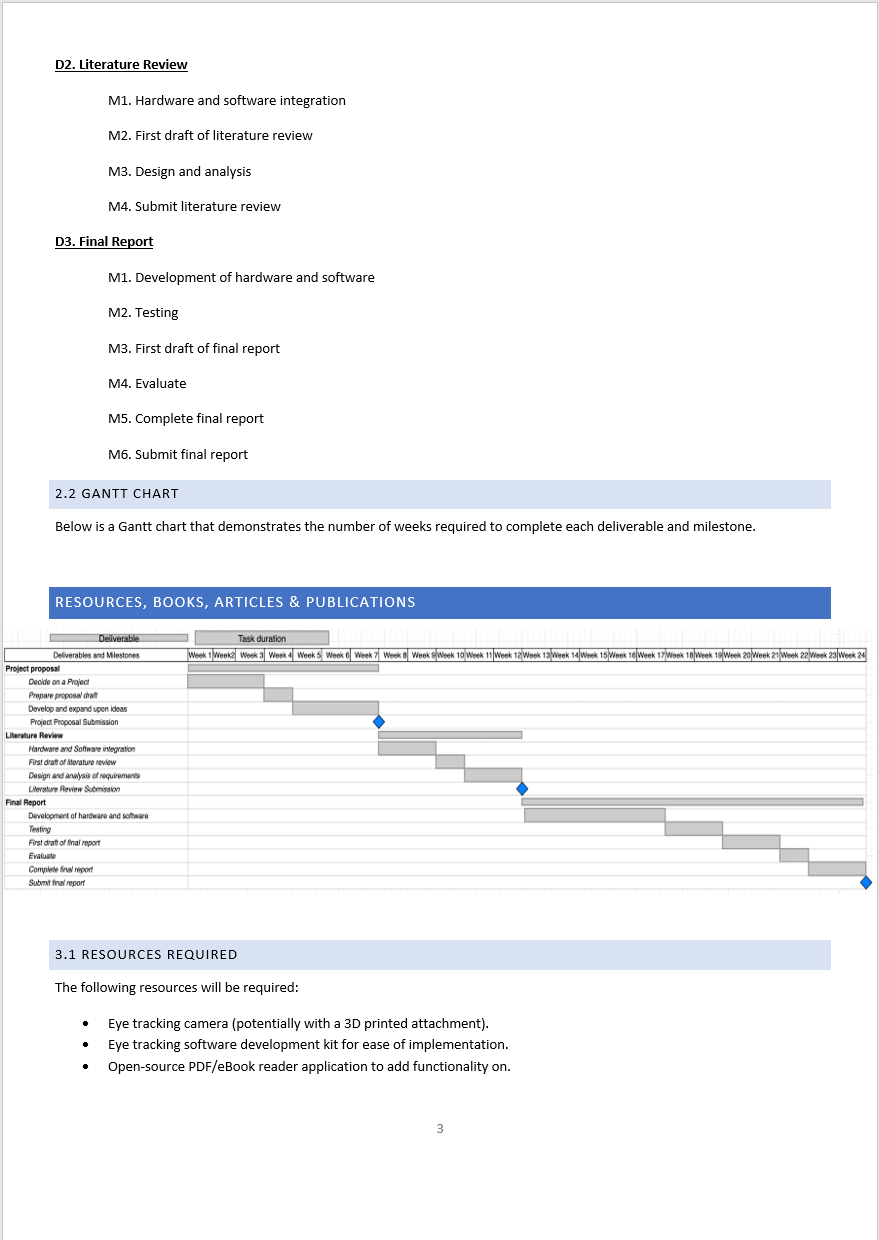 D2. Literature Review
M1. Hardware and software integration
M2. First draft of literature review
M3. Design and analysis
M4. Submit literature review
D3. Final Report
M1. Development of hardware and software
M2. Testing
M3. First draft of final report
M4. Evaluate
M5. Complete final report
M6. Submit final report
2.2 GANTT CHART
Below is a Gantt chart that demonstrates the number of weeks required to complete each deliverable and milestone.
RESOURCES, BOOKS, ARTICLES & PUBLICATIONS
Deliverable Task duration
Deliverables and Milestones Week 1 Week2 Week 3 Week 4 Week 5 Week 6 Week 7 Week 8 Week 9 Week 10 Week 11 Week 12 Week 13 Week 14 Week 15 Week 16 Week 17 Week 18 Week 19 Week 20 Week 21 Week 22 Week 23 Week 24
Project proposal
Decide on a Project
Prepare proposal draft
Develop and expand upon ideas
Project Proposal Submission
Literature Review
Hardware and Software integration
First draft of literature review
Design and analysis of requirements
Literature Review Submission
Final Report
Development of hardware and software
Testing
First draft of final report
Evaluate
Complete final report
Submit final report
3.1 RESOURCES REQUIRED
The following resources will be required:
• Eye tracking camera (potentially with a 3D printed attachment).
• Eye tracking software development kit for ease of implementation.
• Open-source PDF/eBook reader application to add functionality on.
3